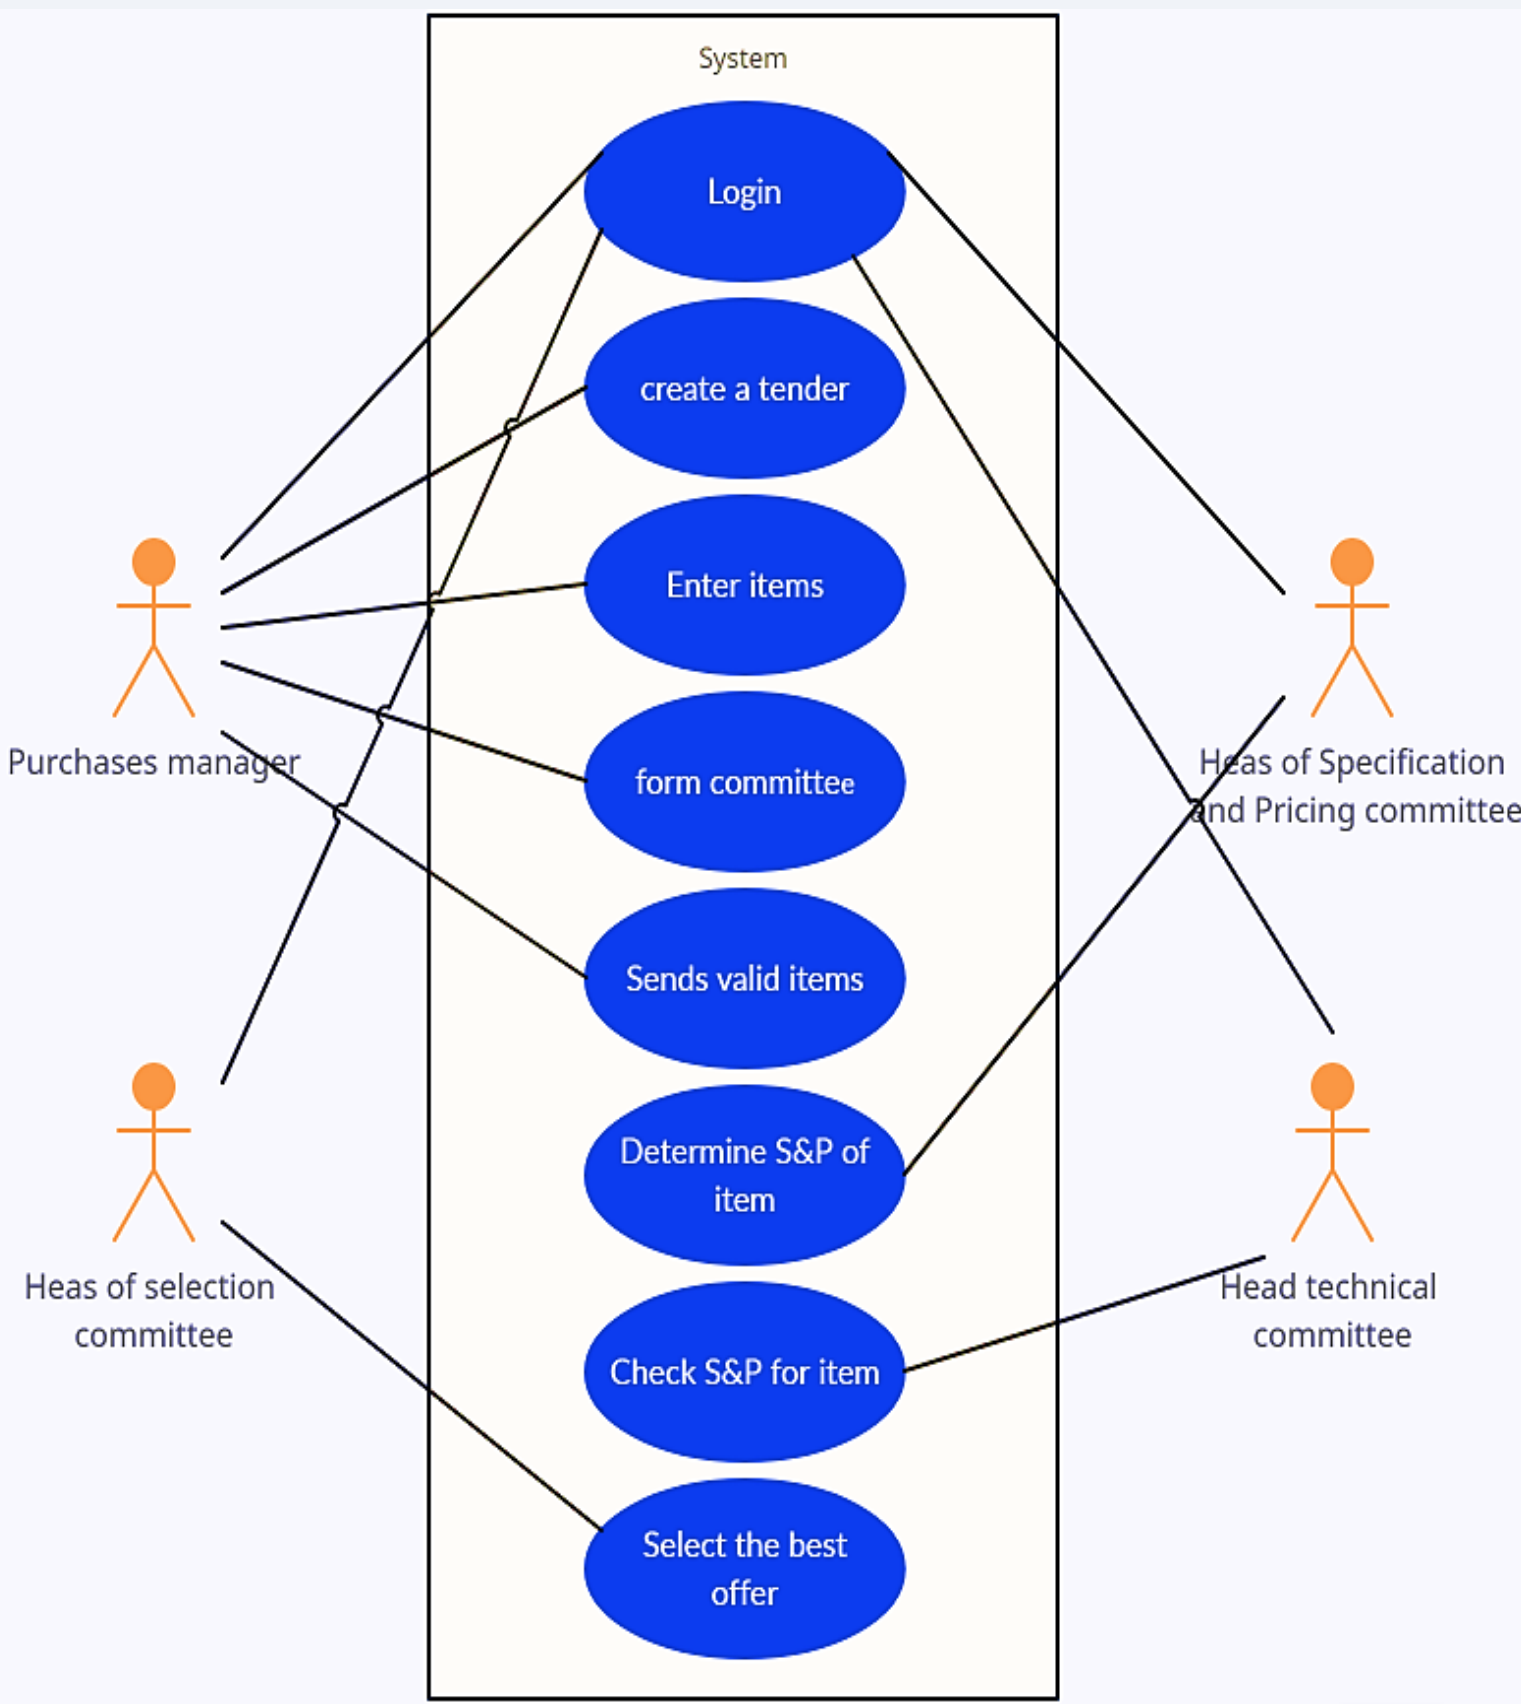 System
Login
create a tender
Enter items
form committee
Purchases manager
Heas of Specification
and Pricing committee
Sends valid items
Determine S&P of
item
Heas of selection
committee
Head technical
committee
Check S&P for item
Select the best
offer